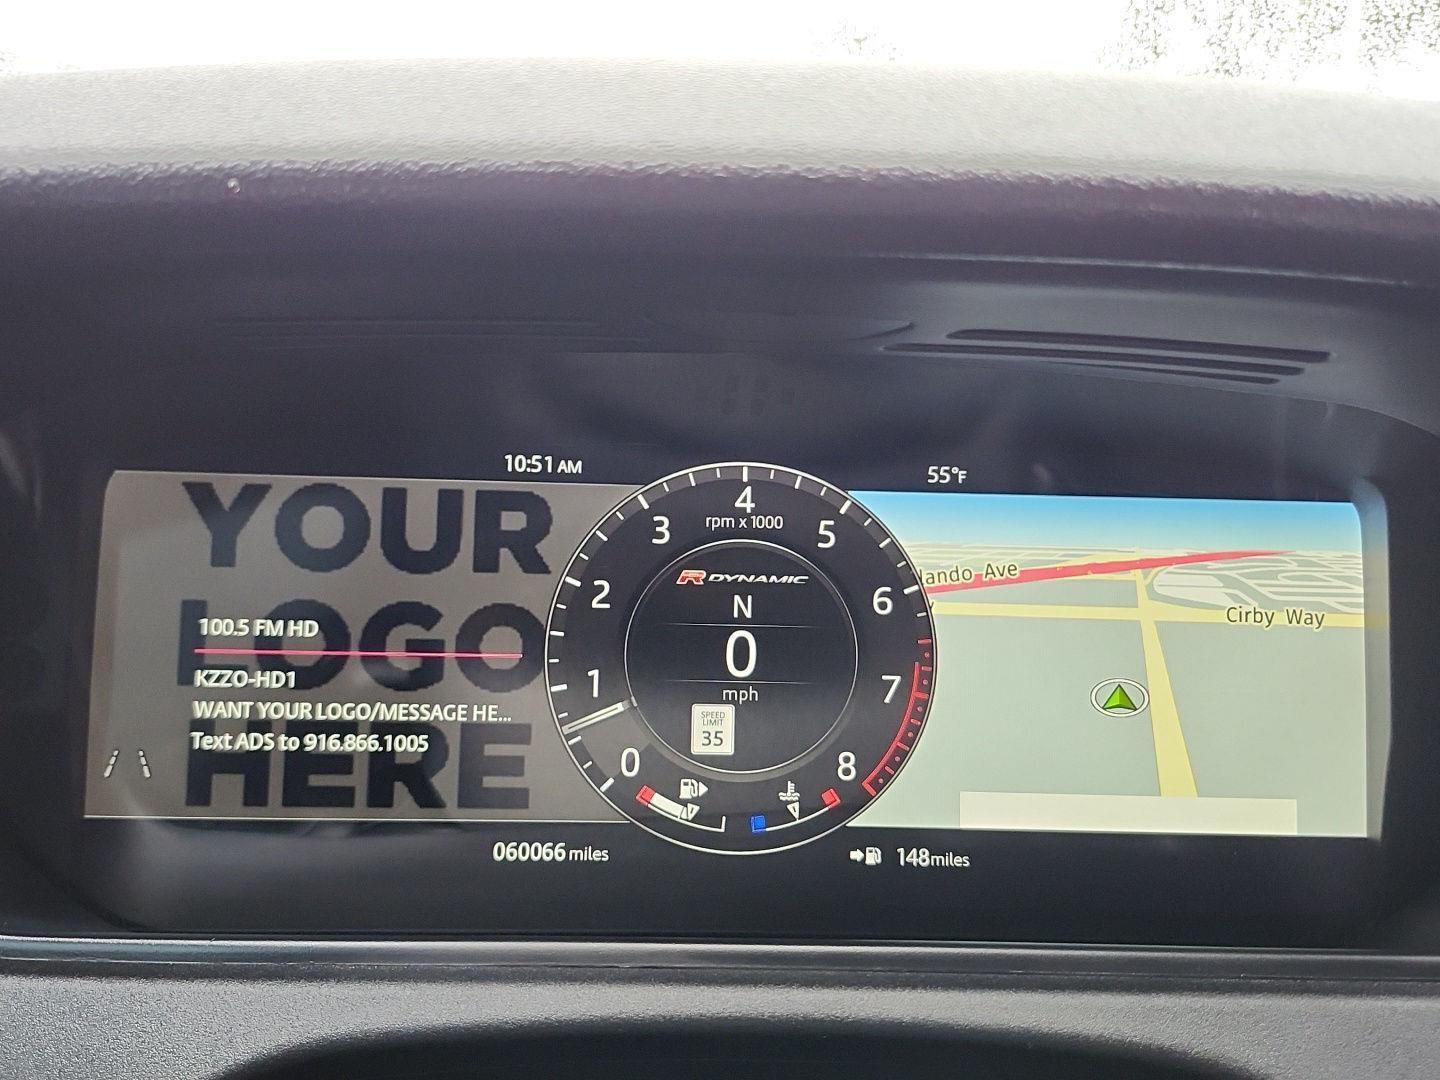 10:51 AM
55°F
YOUR
LOGO
HERE
100.5 FM HD
KZZO-HD1
WANT YOUR LOGO/MESSAGE HE...
Text ADS to 916.866.1005
0
1
2
3
4
5
6
7
8
rpm x 1000
R DYNAMIC
N
0
mph
SPEED
LIMIT
35
lando Ave
Cirby Way
060066 miles
148 miles